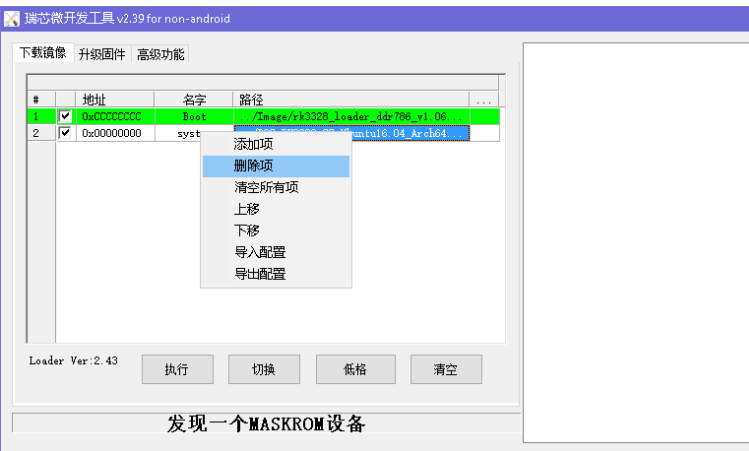 瑞芯微开发工具 v2.39 for non-android
下载镜像 升级固件 高级功能
# 地址 名字 路径 ...
1 0xCCCCCCCC Boot ../Image/rk3328_loader_ddr786_v1.06...
2 0x00000000 syst
添加项
删除项
清空所有项
上移
下移
导入配置
导出配置
Loader Ver:2.43 执行 切换 低格 清空
发现一个MASKROM设备